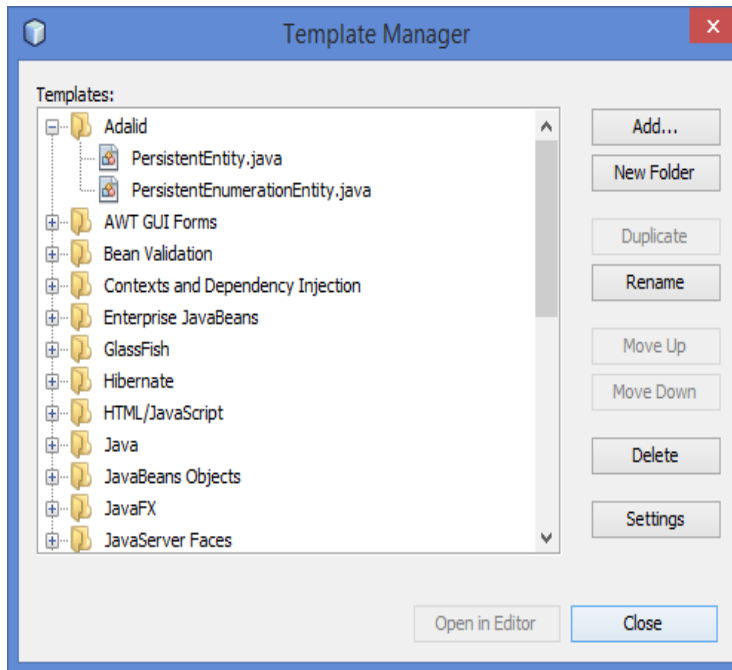 Template Manager
x
Templates:
Adalid
PersistentEntity.java
PersistentEnumerationEntity.java
AWT GUI Forms
Bean Validation
Contexts and Dependency Injection
Enterprise JavaBeans
GlassFish
Hibernate
HTML/JavaScript
Java
JavaBeans Objects
JavaFX
JavaServer Faces
Add...
New Folder
Duplicate
Rename
Move Up
Move Down
Delete
Settings
Open in Editor
Close